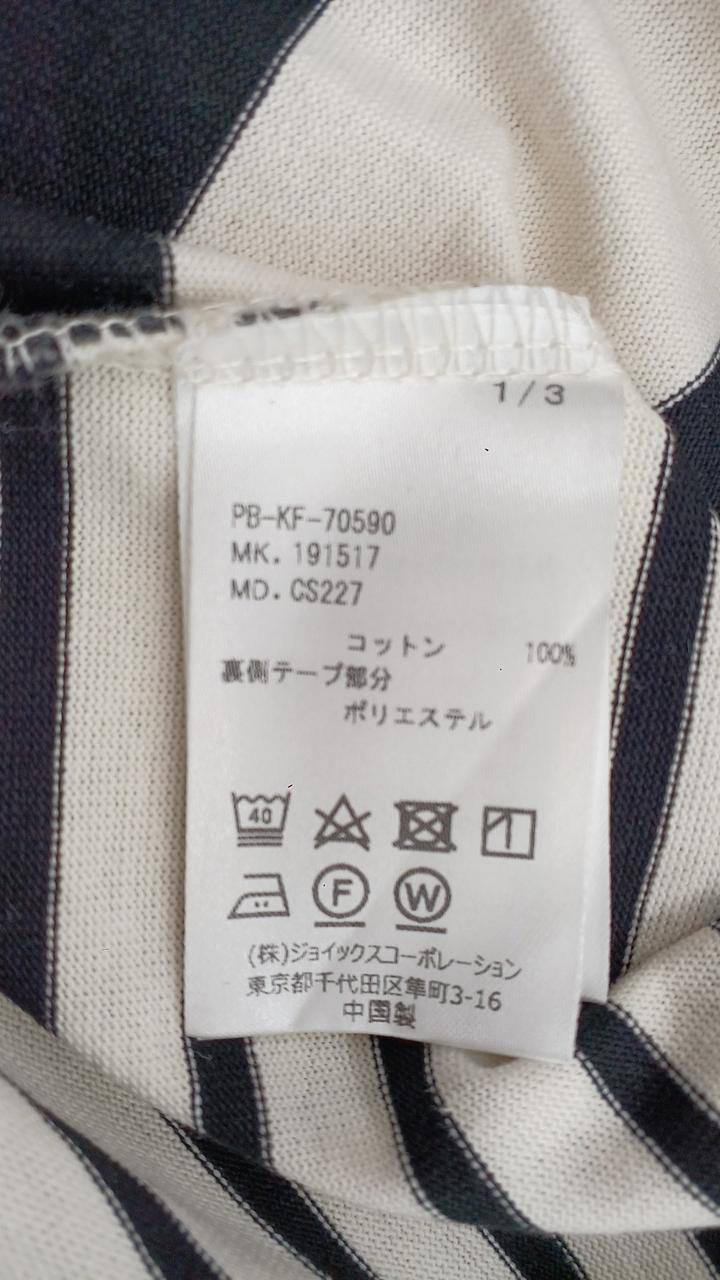 1/3
PB-KF-70590
MK. 191517
MD. CS227
コットン 100%
裏側テープ部分
ポリエステル
40
F W
(株)ジョイックスコーポレーション
東京都千代田区隼町3-16
中国製